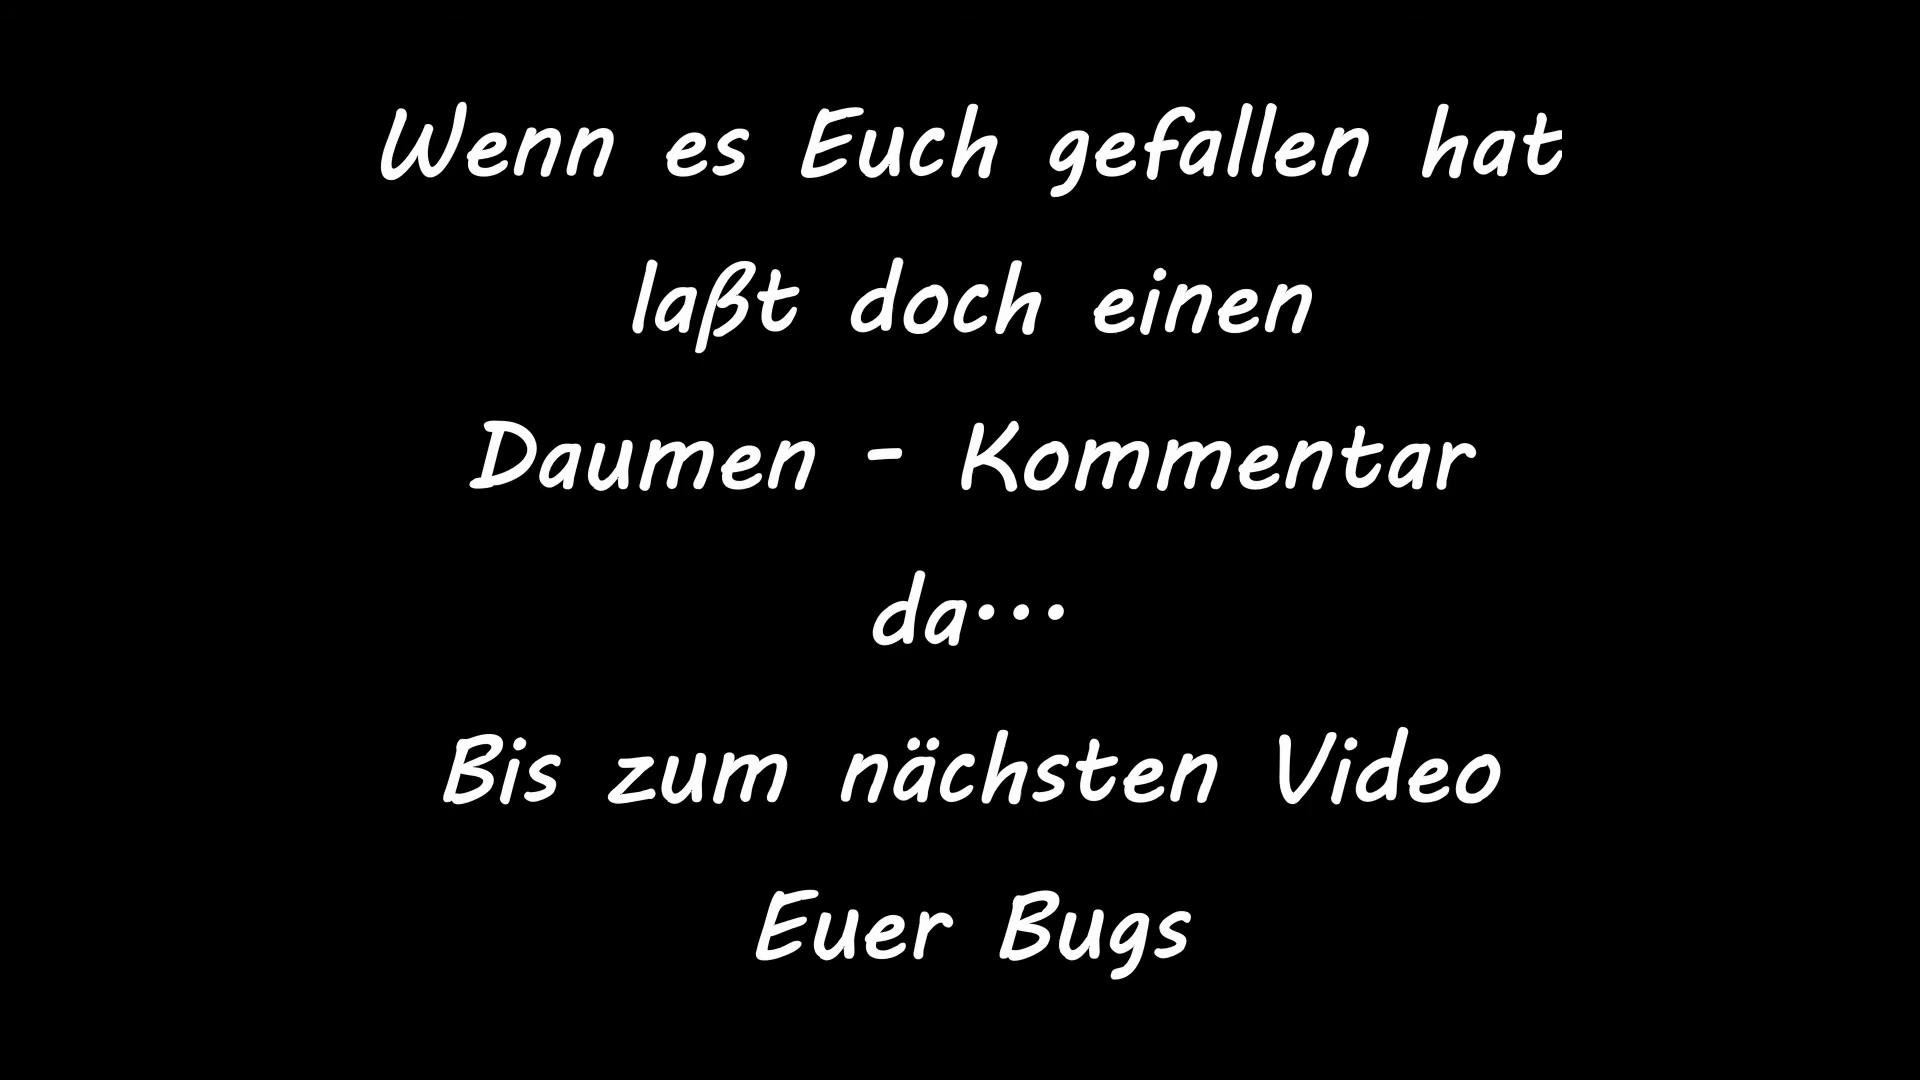 Wenn es Euch gefallen hat
laßt doch einen
Daumen - Kommentar
da...
Bis zum nächsten Video
Euer Bugs